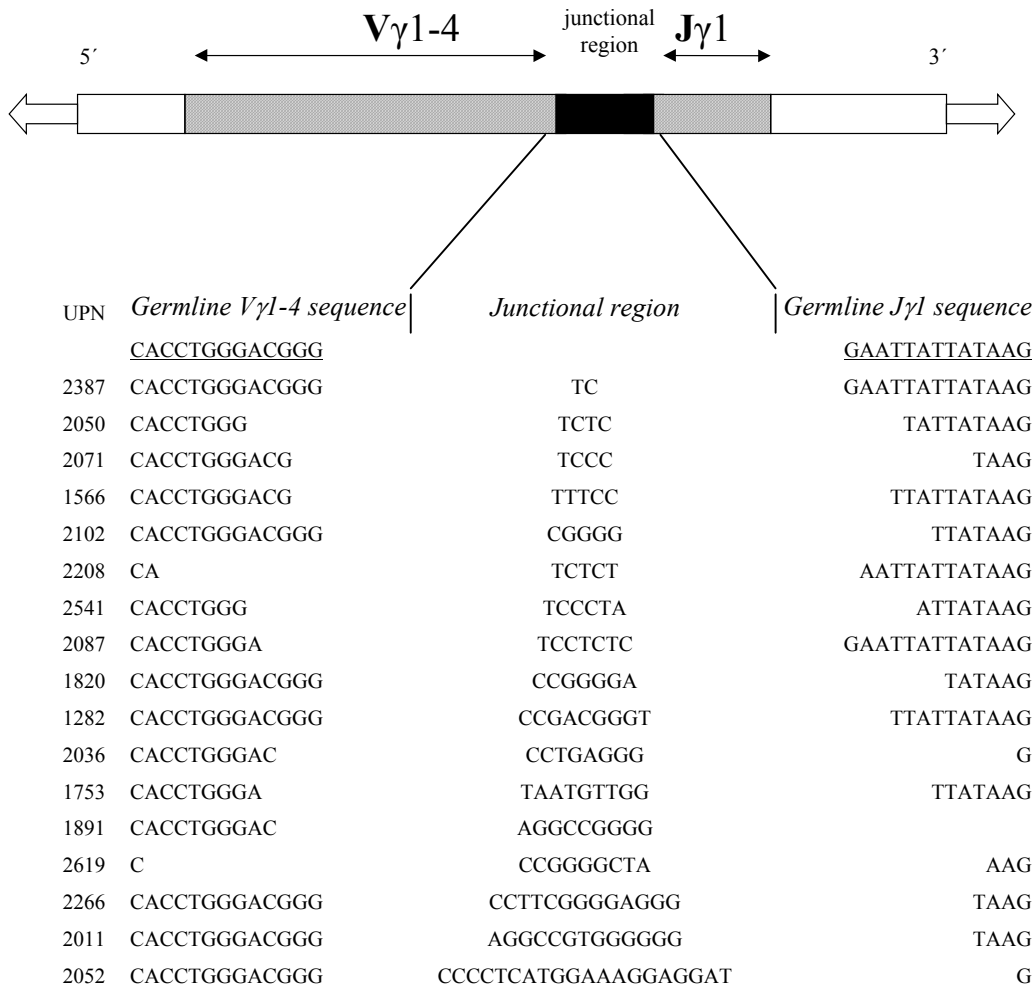 Vγ1-4 junctional region Jγ1
5´ 3´
UPN Germline Vγ1-4 sequence Junctional region Germline Jγ1 sequence
CACCTGGGACGGG GAATTATTATAAG
2387 CACCTGGGACGGG TC GAATTATTATAAG
2050 CACCTGGG TCTC TATTATAAG
2071 CACCTGGGACG TCCC TAAG
1566 CACCTGGGACG TTTCC TTATTATAAG
2102 CACCTGGGACGGG CGGGG TTATAAG
2208 CA TCTCT AATTATTATAAG
2541 CACCTGGG TCCCTA ATTATAAG
2087 CACCTGGGA TCCTCTC GAATTATTATAAG
1820 CACCTGGGACGGG CCGGGGA TATAAG
1282 CACCTGGGACGGG CCGACGGGT TTATTATAAG
2036 CACCTGGGAC CCTGAGGG G
1753 CACCTGGGA TAATGTTGG TTATAAG
1891 CACCTGGGAC AGGCCGGGG
2619 C CCGGGGCTA AAG
2266 CACCTGGGACGGG CCTTCGGGGAGGG TAAG
2011 CACCTGGGACGGG AGGCCGTGGGGGG TAAG
2052 CACCTGGGACGGG CCCCTCATGGAAAGGAGGAT G